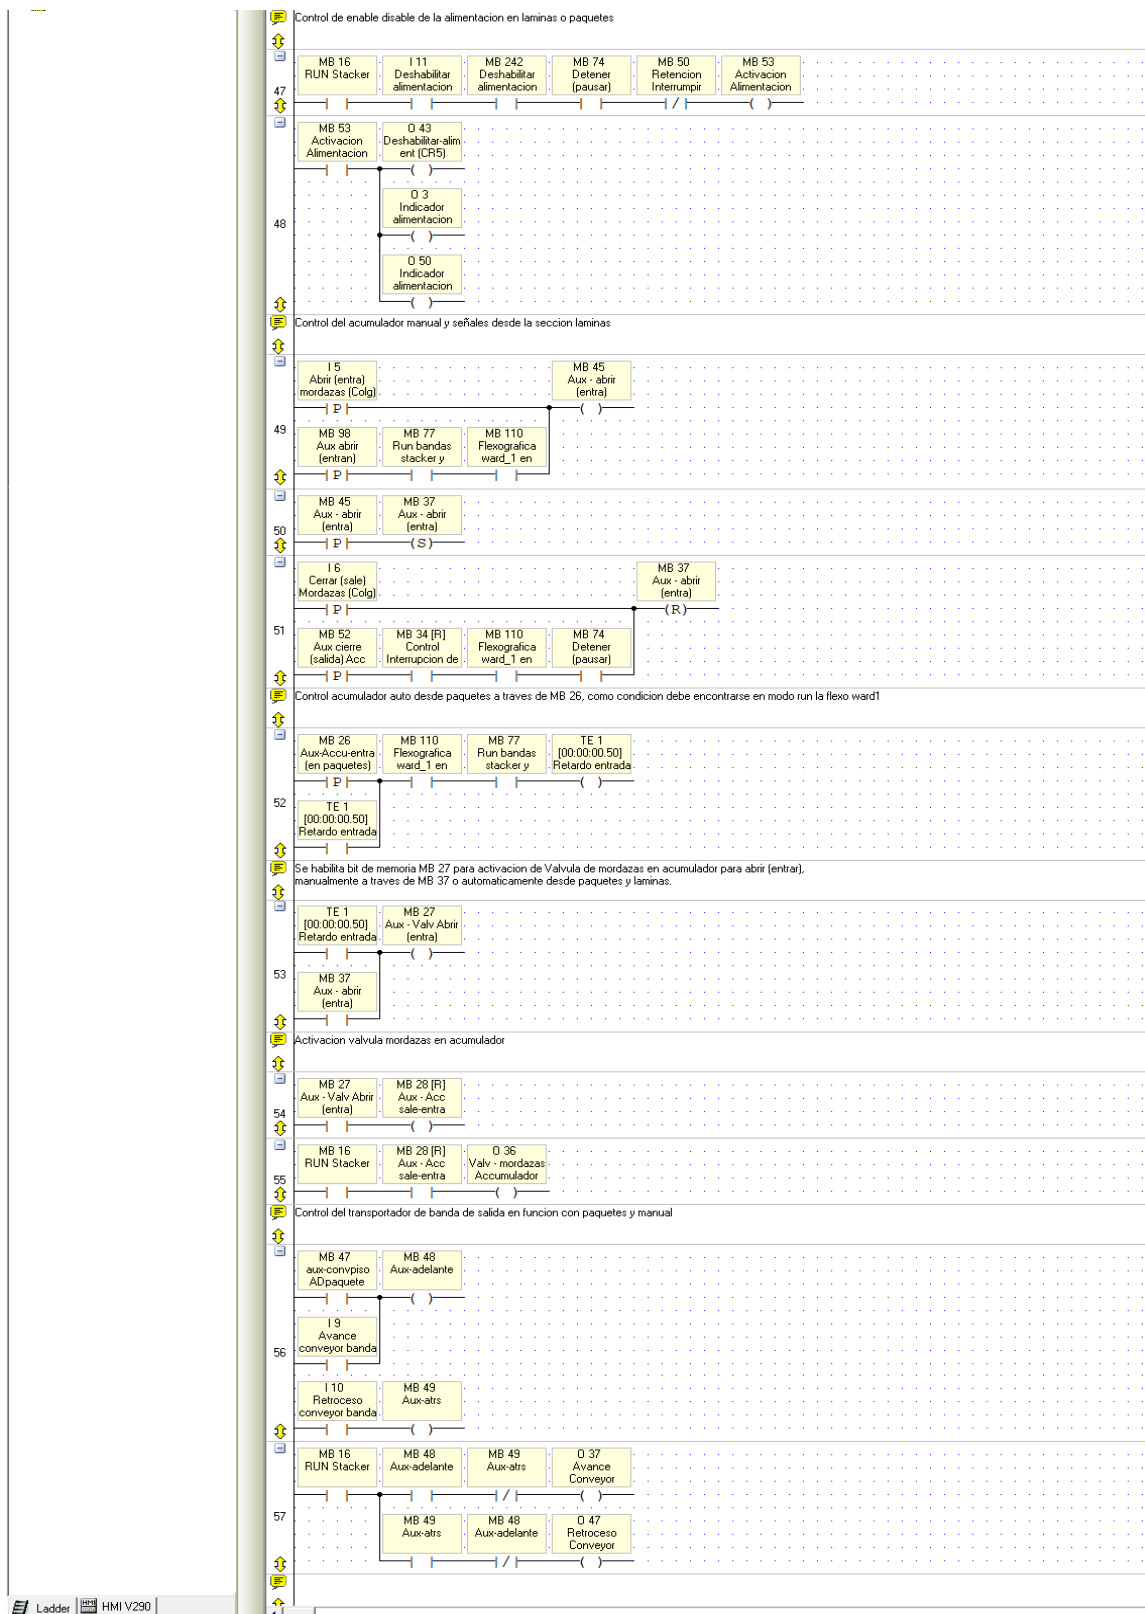 Control de enable disable de la alimentacion en laminas o paquetes
MB 16
RUN Stacker
I 11
Deshabilitar
alimentacion
MB 242
Deshabilitar
alimentacion
MB 74
Detener
(pausar)
MB 50
Retencion
Interrumpir
MB 53
Activacion
Alimentacion
47
MB 53
Activacion
Alimentacion
O 43
Deshabilitar-alim
ent (CR5)
O 3
Indicador
alimentacion
48
O 50
Indicador
alimentacion
Control del acumulador manual y señales desde la seccion laminas
I 5
Abrir (entra)
mordazas (Colg)
P
MB 45
Aux - abrir
(entra)
49
MB 98
Aux abrir
(entran)
P
MB 77
Run bandas
stacker y
MB 110
Flexografica
ward_1 en
50
MB 45
Aux - abrir
(entra)
P
MB 37
Aux - abrir
(entra)
S
I 6
Cerrar (sale)
Mordazas (Colg)
P
MB 37
Aux - abrir
(entra)
R
51
MB 52
Aux cierre
(salida) Acc
P
MB 34 [R]
Control
Interrupcion de
MB 110
Flexografica
ward_1 en
MB 74
Detener
(pausar)
Control acumulador auto desde paquetes a traves de MB 26, como condicion debe encontrarse en modo run la flexo ward1
MB 26
Aux-Accu-entra
(en paquetes)
P
MB 110
Flexografica
ward_1 en
MB 77
Run bandas
stacker y
TE 1
[00:00:00.50]
Retardo entrada
52
TE 1
[00:00:00.50]
Retardo entrada
Se habilita bit de memoria MB 27 para activacion de Valvula de mordazas en acumulador para abrir (entrar),
manualmente a traves de MB 37 o automaticamente desde paquetes y laminas.
TE 1
[00:00:00.50]
Retardo entrada
MB 27
Aux - Valv Abrir
(entra)
53
MB 37
Aux - abrir
(entra)
Activacion valvula mordazas en acumulador
54
MB 27
Aux - Valv Abrir
(entra)
MB 28 [R]
Aux - Acc
sale-entra
55
MB 16
RUN Stacker
MB 28 [R]
Aux - Acc
sale-entra
O 36
Valv - mordazas
Accumulador
Control del transportador de banda de salida en funcion con paquetes y manual
MB 47
aux-convpiso
ADpaquete
MB 48
Aux-adelante
56
I 9
Avance
conveyor banda
I 10
Retroceso
conveyor banda
MB 49
Aux-atrs
MB 16
RUN Stacker
MB 48
Aux-adelante
MB 49
Aux-atrs
O 37
Avance
Conveyor
57
MB 49
Aux-atrs
MB 48
Aux-adelante
O 47
Retroceso
Conveyor
Ladder
HMI V290